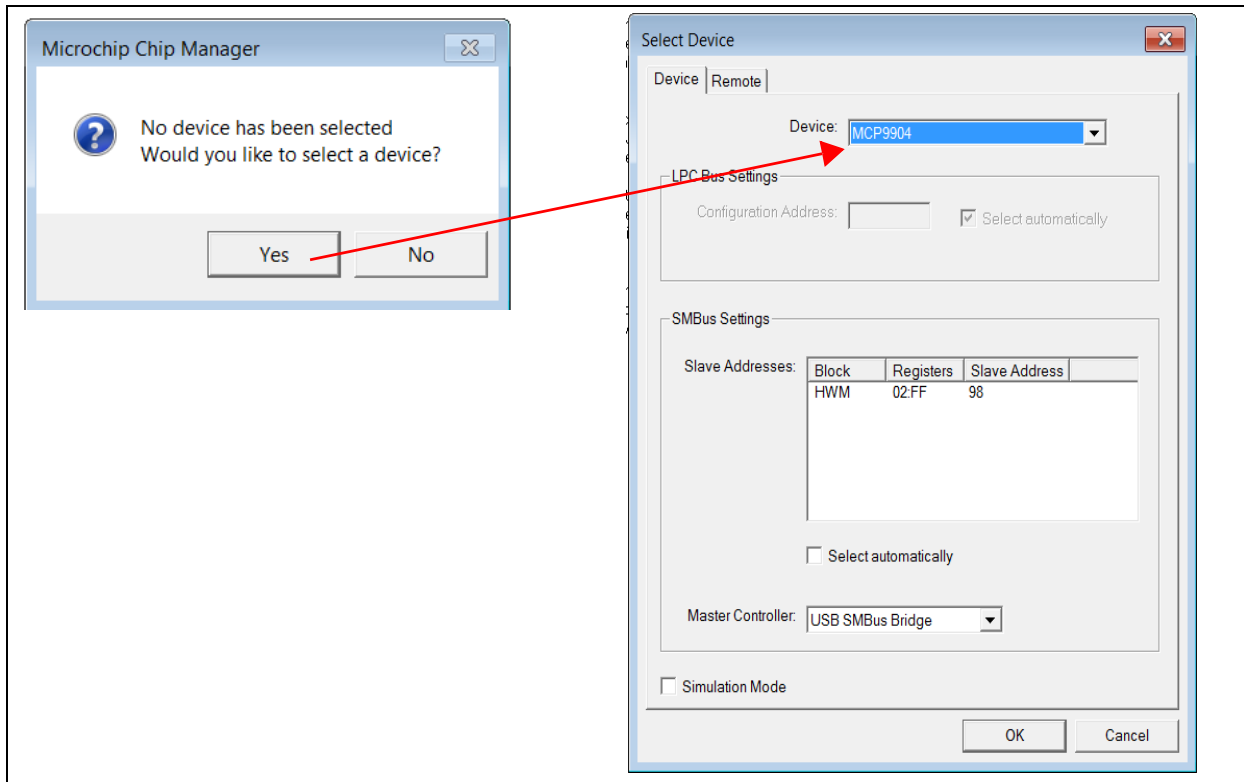 Microchip Chip Manager
No device has been selected
Would you like to select a device?
Yes
No
Select Device
Device
Remote
Device: MCP9904
LPC Bus Settings
Configuration Address:
Select automatically
SMBus Settings
Slave Addresses:
Block Registers Slave Address
HWM 02:FF 98
Select automatically
Master Controller: USB SMBus Bridge
Simulation Mode
OK
Cancel